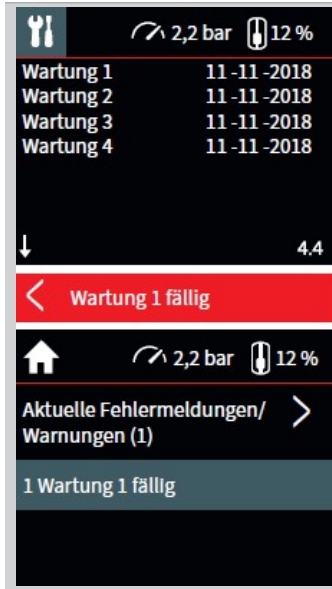 2,2 bar 12 %
Wartung 1 11 -11 -2018
Wartung 2 11 -11 -2018
Wartung 3 11 -11 -2018
Wartung 4 11 -11 -2018
4.4
Wartung 1 fällig
2,2 bar 12 %
Aktuelle Fehlermeldungen/
Warnungen (1)
1 Wartung 1 fällig